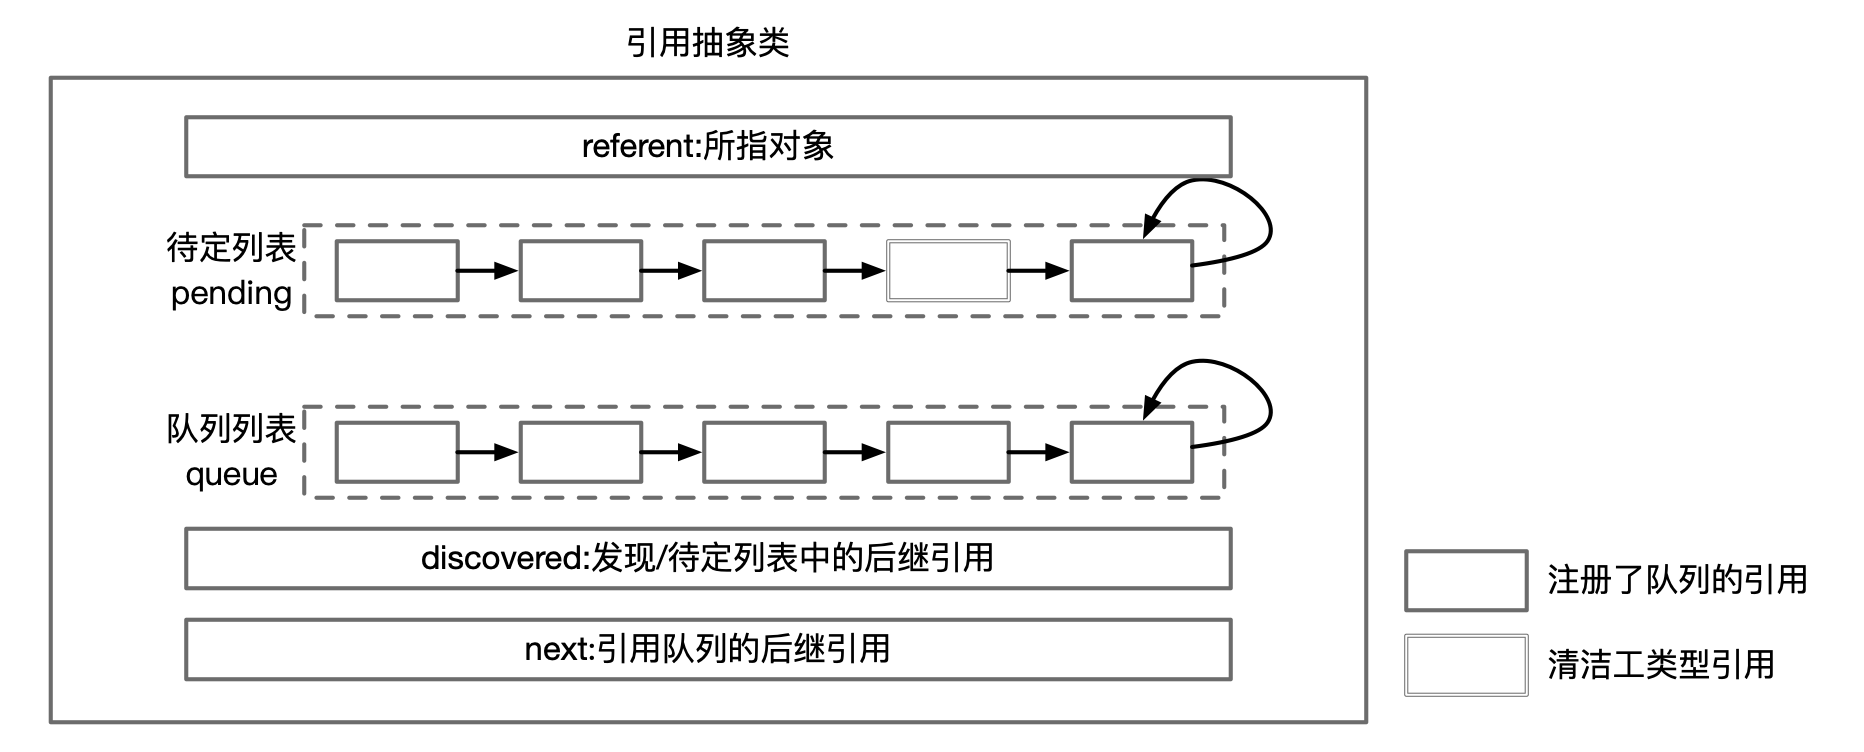 引用抽象类
referent:所指对象
待定列表
pending
队列列表
queue
discovered:发现/待定列表中的后继引用
next:引用队列的后继引用
注册了队列的引用
清洁工类型引用